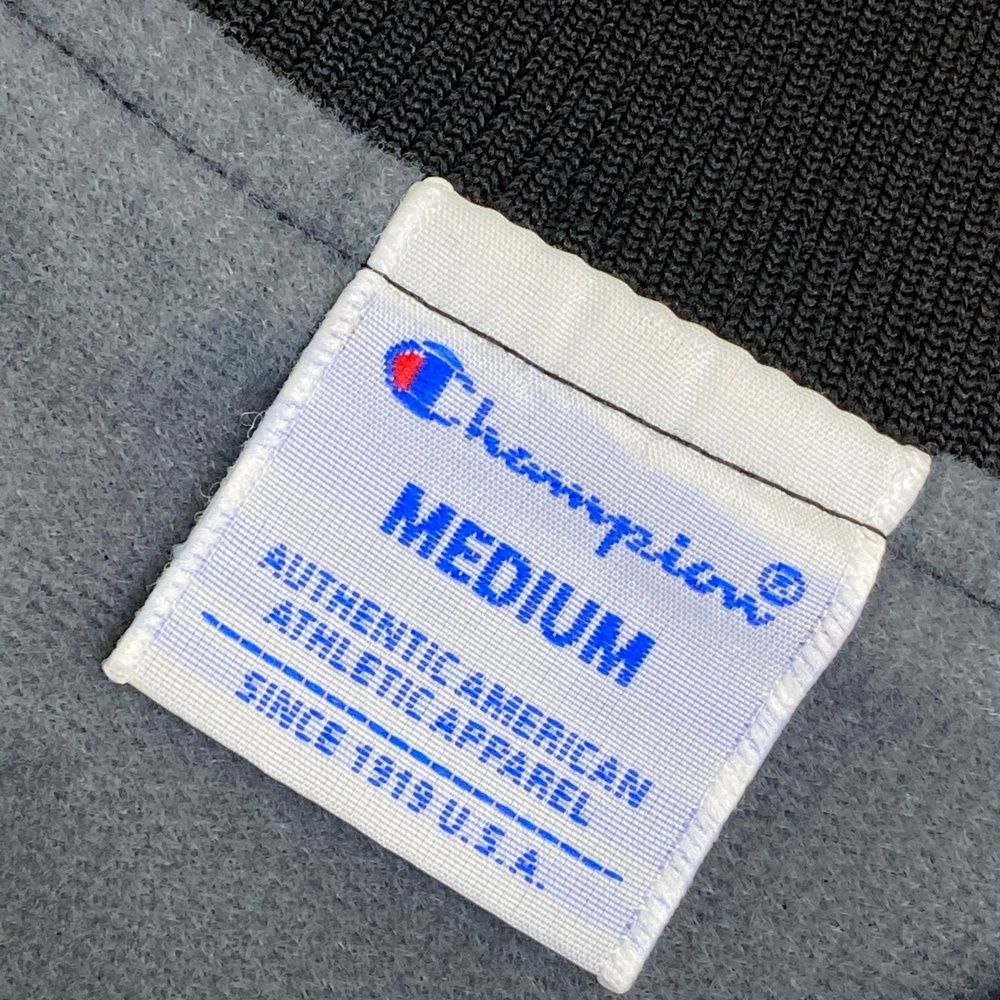 Champion®
MEDIUM
AUTHENTIC AMERICAN
ATHLETIC APPAREL
SINCE 1919 U.S.A.